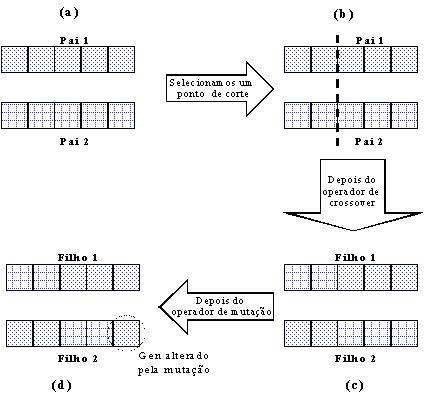 (a)
Pai 1
Pai 2
Selecionamos um
ponto de corte
(b)
Pai 1
Pai 2
Depois do
operador de
crossover
Filho 1
Filho 2
(c)
Depois do
operador de mutação
Filho 1
Filho 2
Gen alterado
pela mutação
(d)